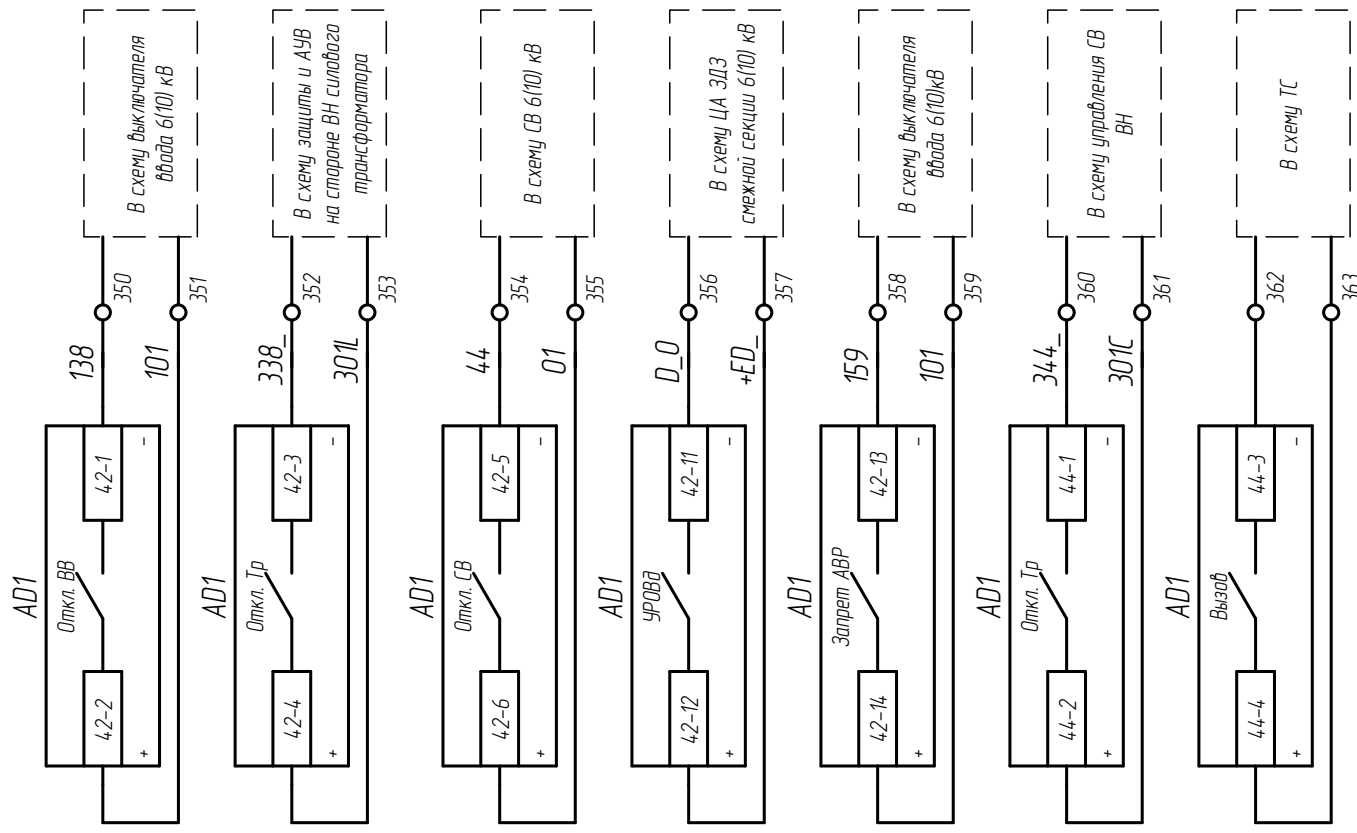 AD1
Откл. ВВ
42-2
42-1
+
-
138
101
350
351
В схему выключателя
ввода 6(10) кВ
AD1
Откл. Тр
42-4
42-3
+
-
338_
301L
352
353
В схему защиты и АУВ
на стороне ВН силового
трансформатора
AD1
Откл. СВ
42-6
42-5
+
-
44
01
354
355
В схему СВ 6(10) кВ
AD1
УРОВд
42-12
42-11
+
-
D_0
+ED_
356
357
В схему ЦА ЗДЗ
смежной секции 6(10) кВ
AD1
Запрет АВР
42-14
42-13
+
-
159
101
358
359
В схему выключателя
ввода 6(10)кВ
AD1
Откл. Тр
44-2
44-1
+
-
344_
301C
360
361
В схему управления СВ
ВН
AD1
Вызов
44-4
44-3
+
-
362
363
В схему ТС